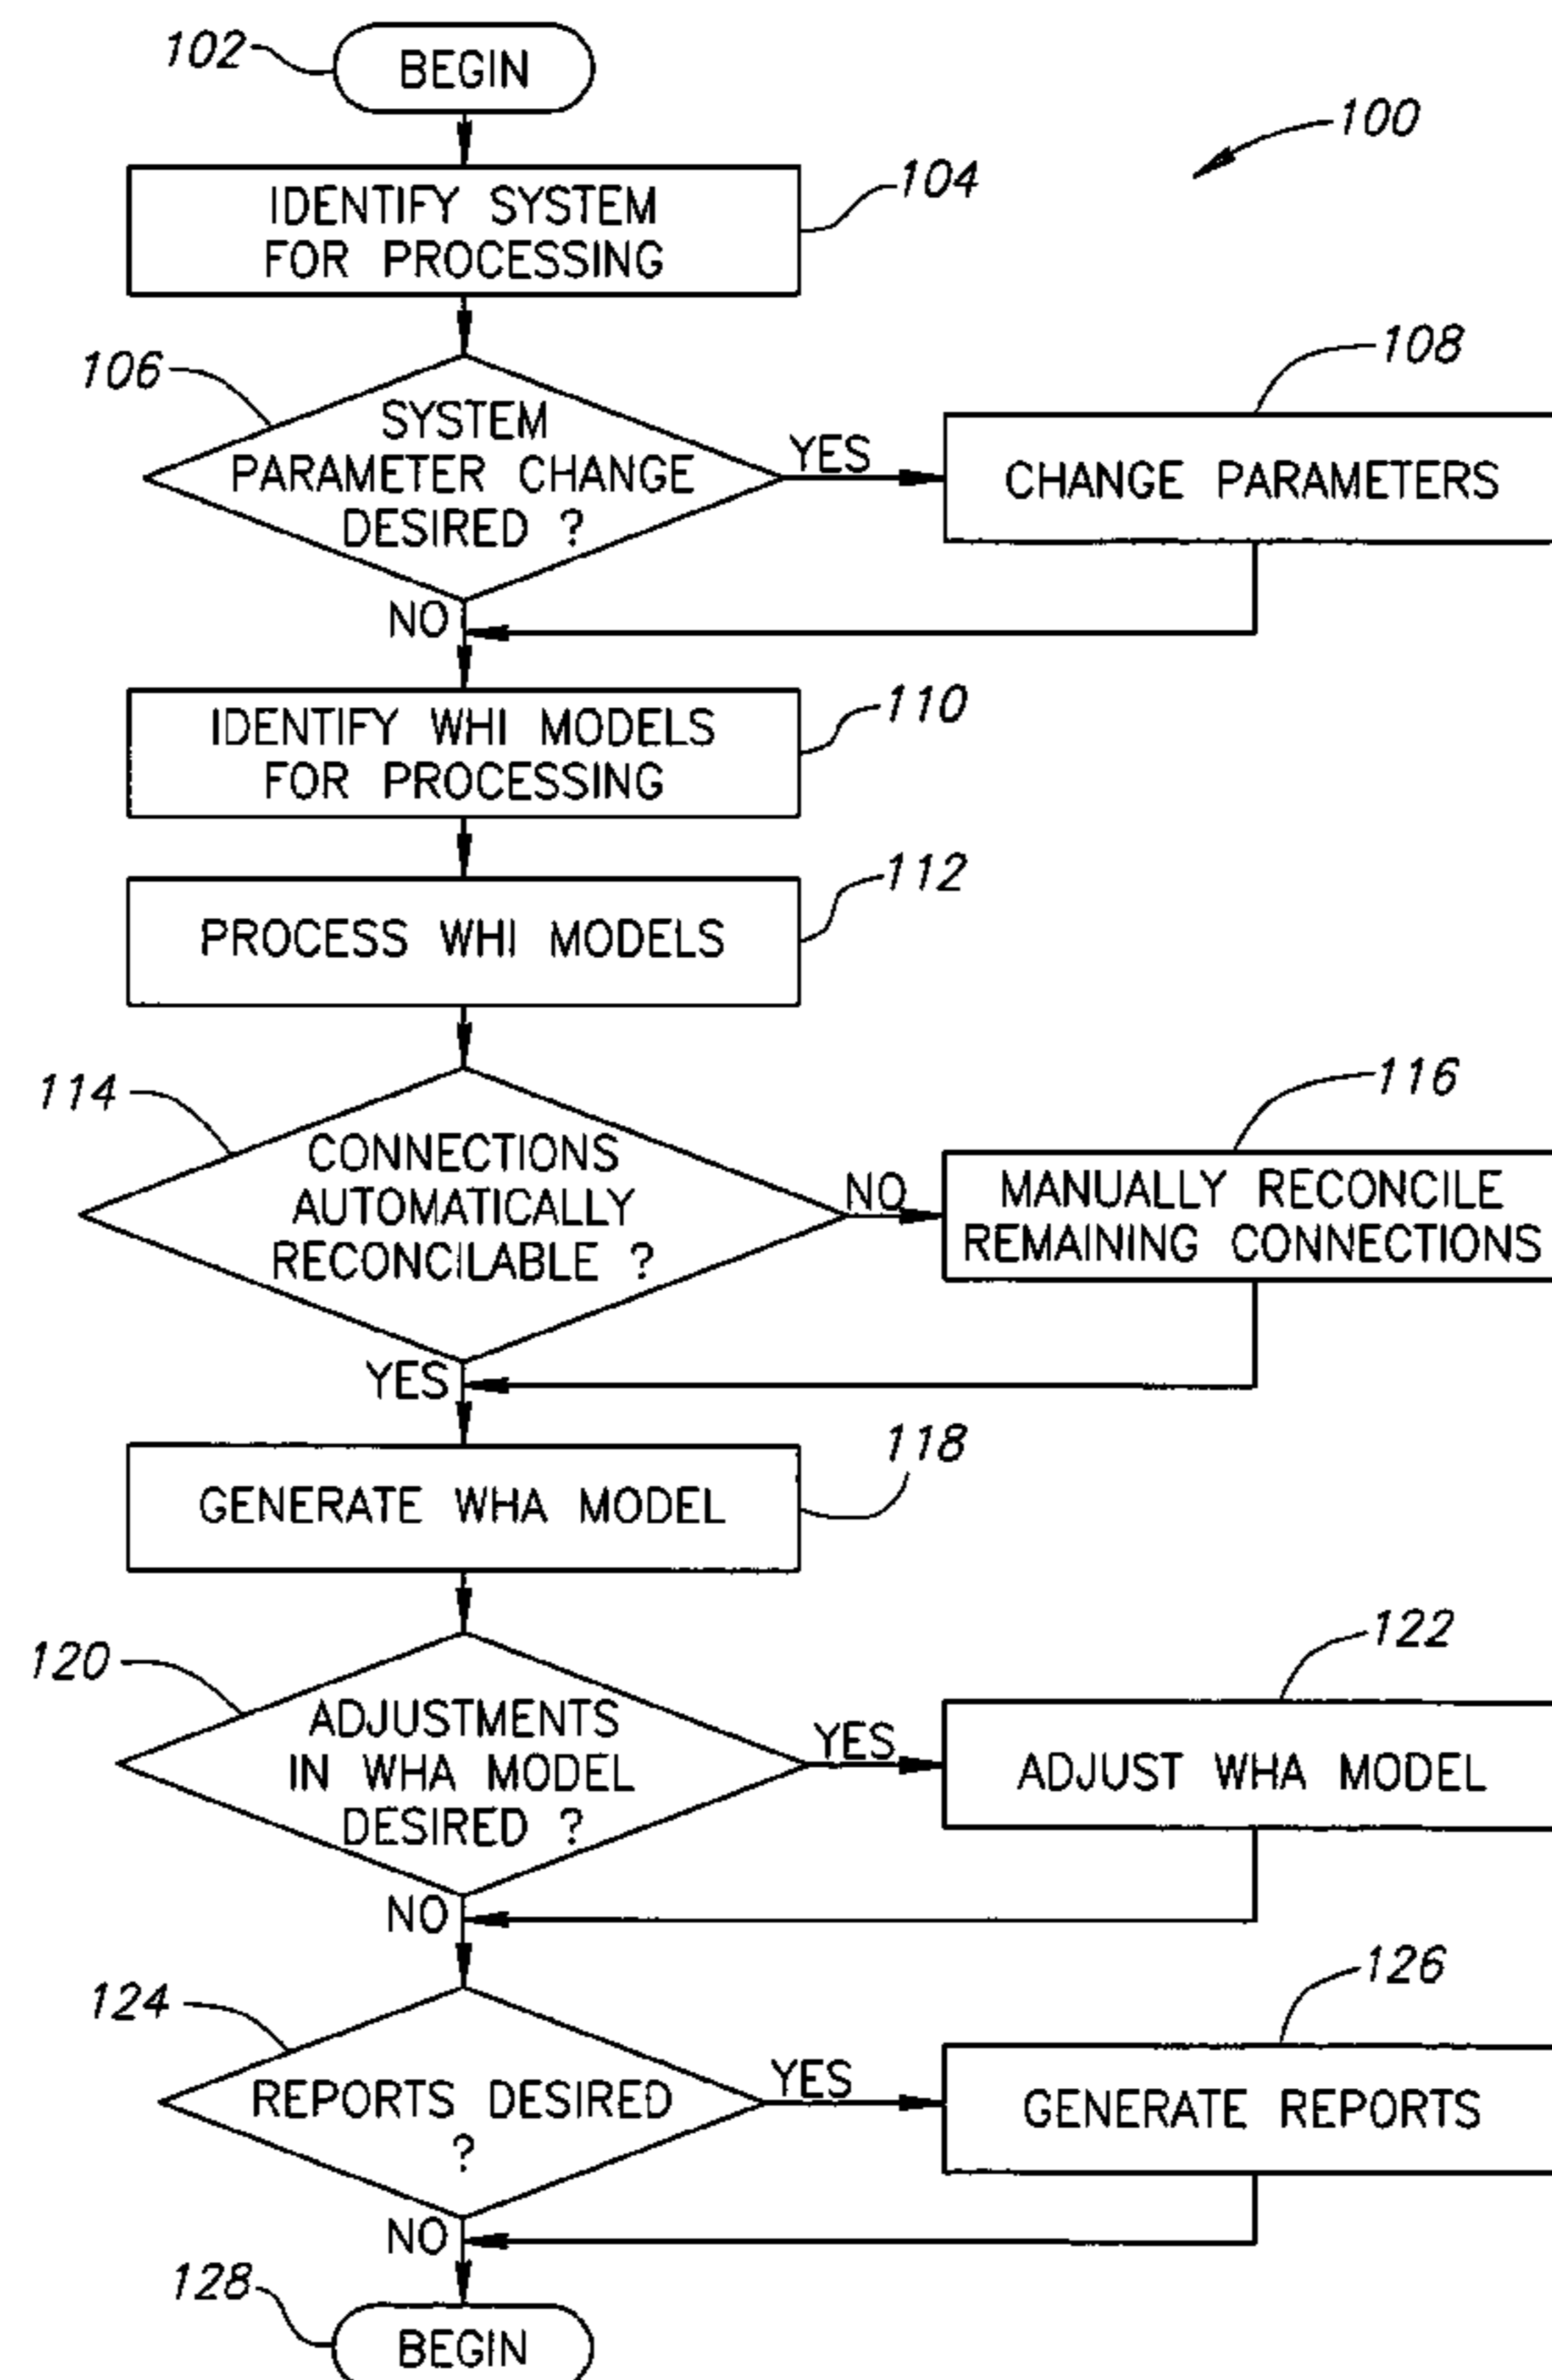 102
BEGIN
100
IDENTIFY SYSTEM
FOR PROCESSING
104
106
SYSTEM
PARAMETER CHANGE
DESIRED ?
YES
108
CHANGE PARAMETERS
NO
IDENTIFY WHI MODELS
FOR PROCESSING
110
PROCESS WHI MODELS
112
114
CONNECTIONS
AUTOMATICALLY
RECONCILABLE ?
NO
116
MANUALLY RECONCILE
REMAINING CONNECTIONS
YES
GENERATE WHA MODEL
118
120
ADJUSTMENTS
IN WHA MODEL
DESIRED ?
YES
122
ADJUST WHA MODEL
NO
124
REPORTS DESIRED
?
YES
126
GENERATE REPORTS
NO
128
BEGIN